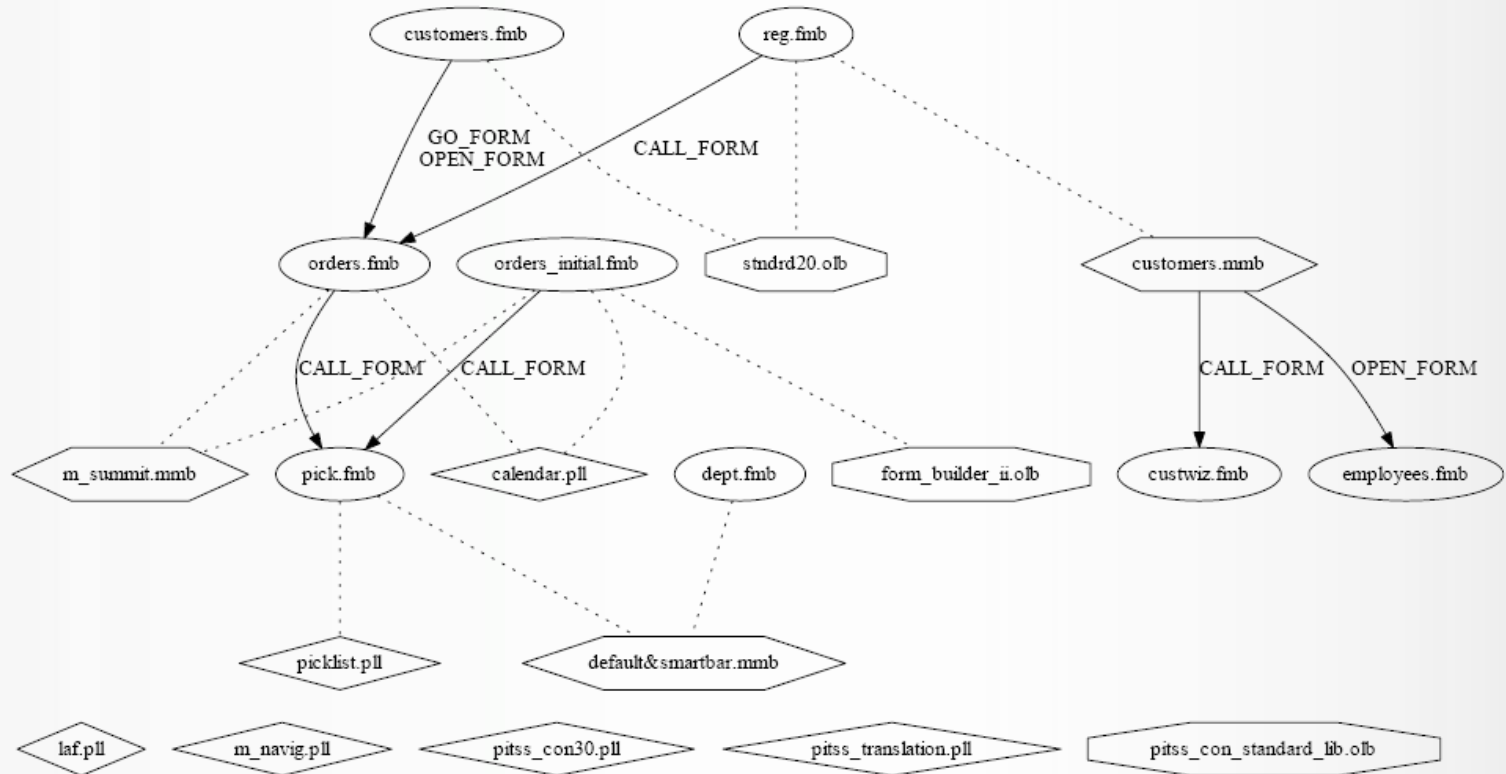 customers.fmb
reg.fmb
GO_FORM
OPEN_FORM
CALL_FORM
orders.fmb
orders_initial.fmb
stndrd20.olb
customers.mmb
CALL_FORM
CALL_FORM
CALL_FORM
OPEN_FORM
m_summit.mmb
pick.fmb
calendar.pll
dept.fmb
form_builder_ii.olb
custwiz.fmb
employees.fmb
picklist.pll
default&smartbar.mmb
laf.pll
m_navig.pll
pitss_con30.pll
pitss_translation.pll
pitss_con_standard_lib.olb